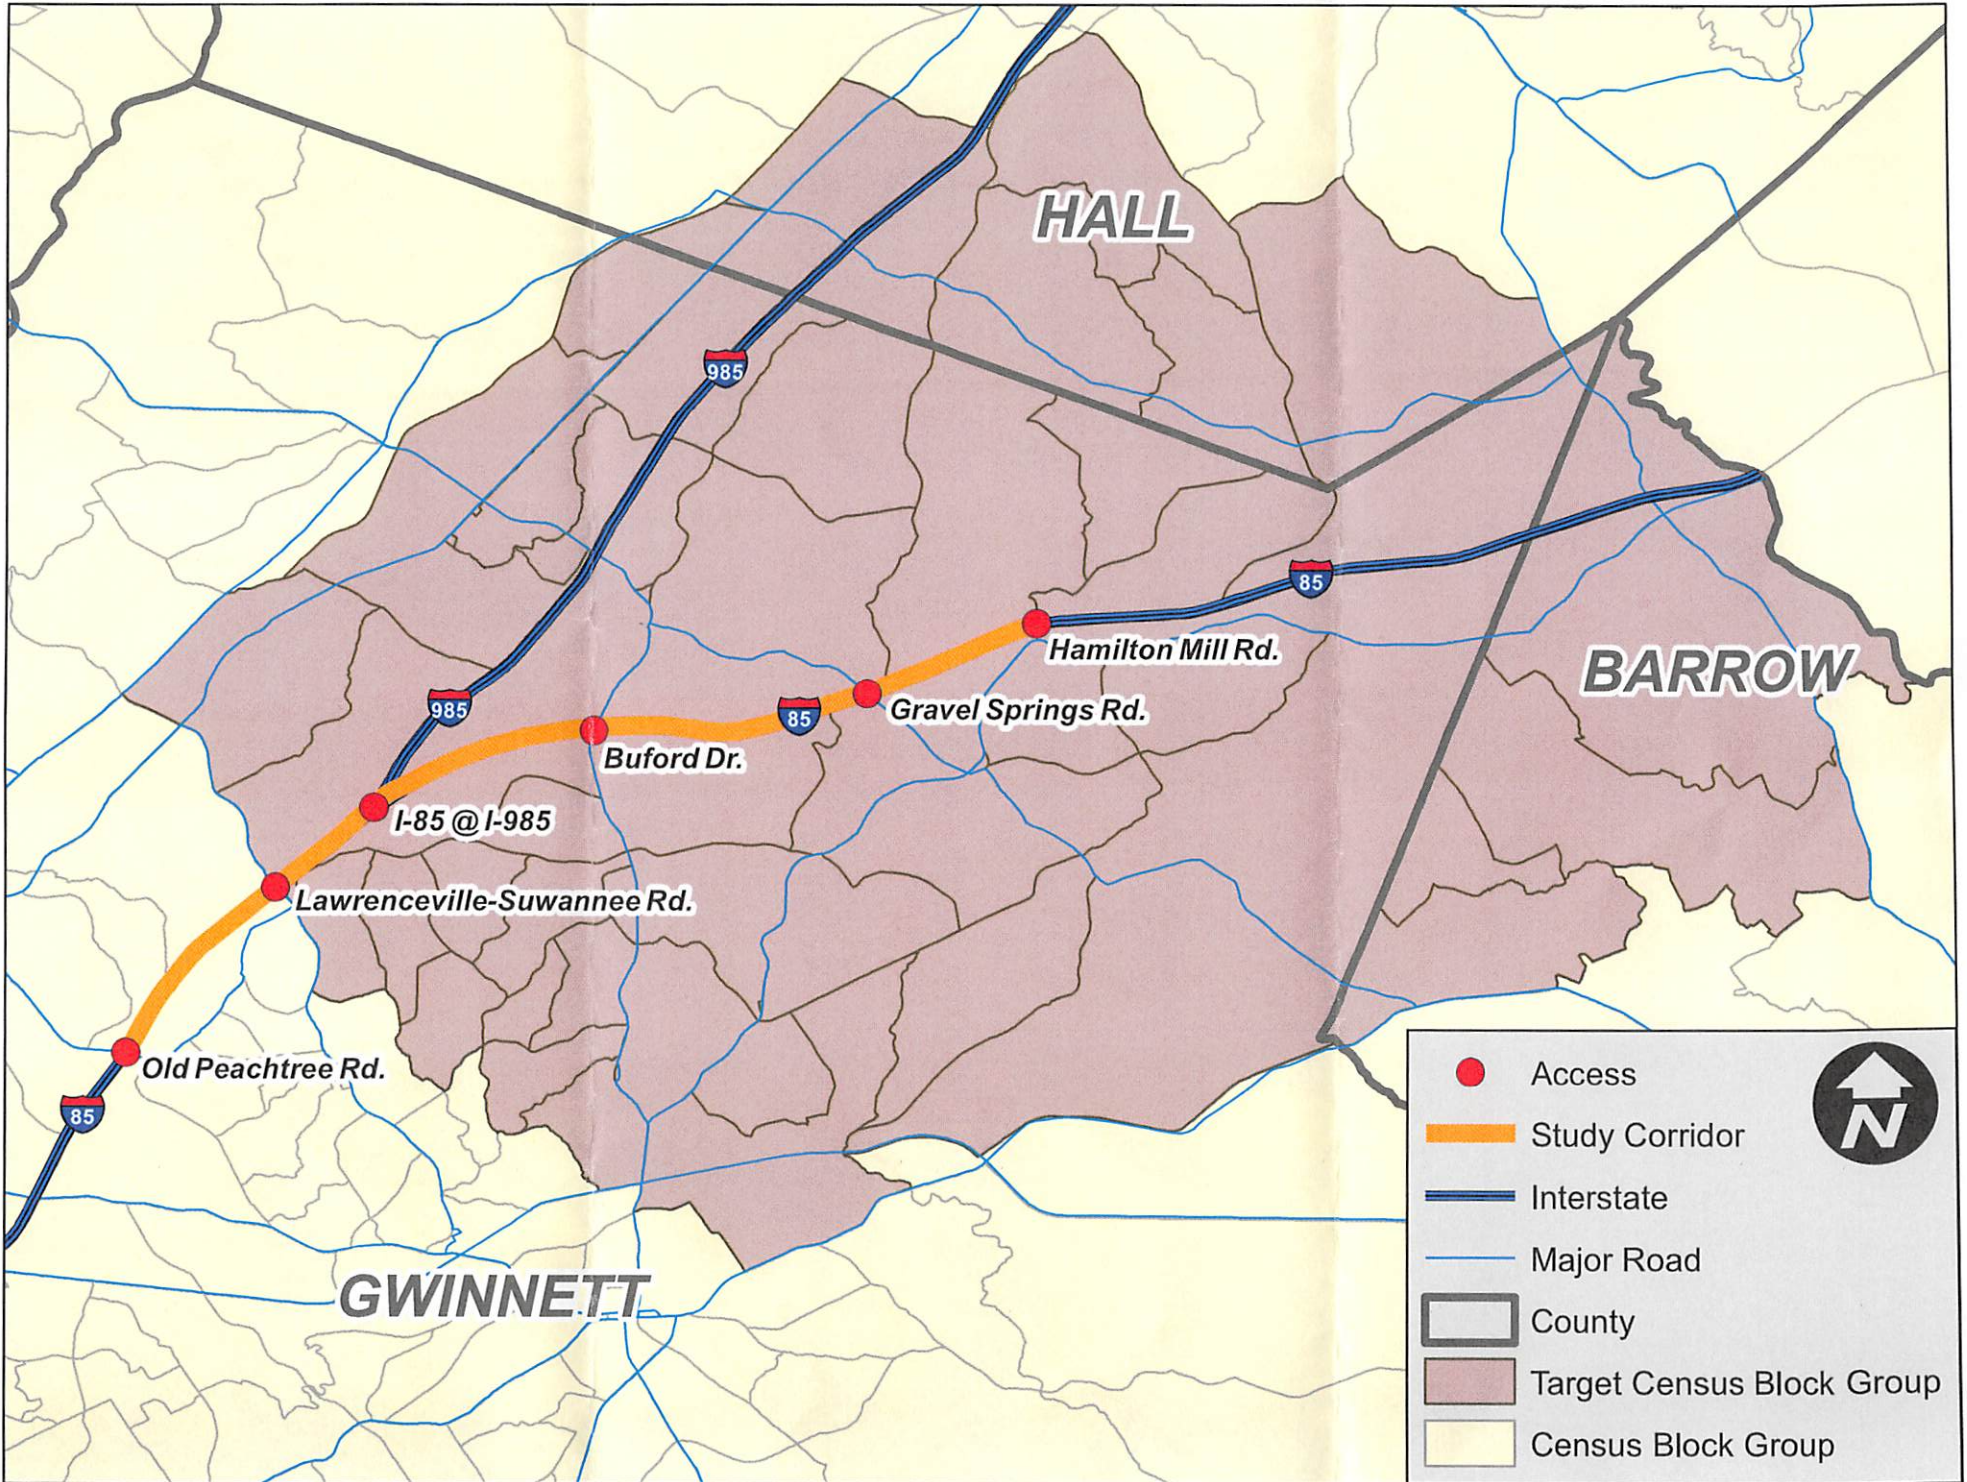 HALL
985
85
Hamilton Mill Rd.
BARROW
985
85
Gravel Springs Rd.
Buford Dr.
I-85 @ I-985
Lawrenceville-Suwannee Rd.
Old Peachtree Rd.
85
GWINNETT
Access
N
Study Corridor
Interstate
Major Road
County
Target Census Block Group
Census Block Group